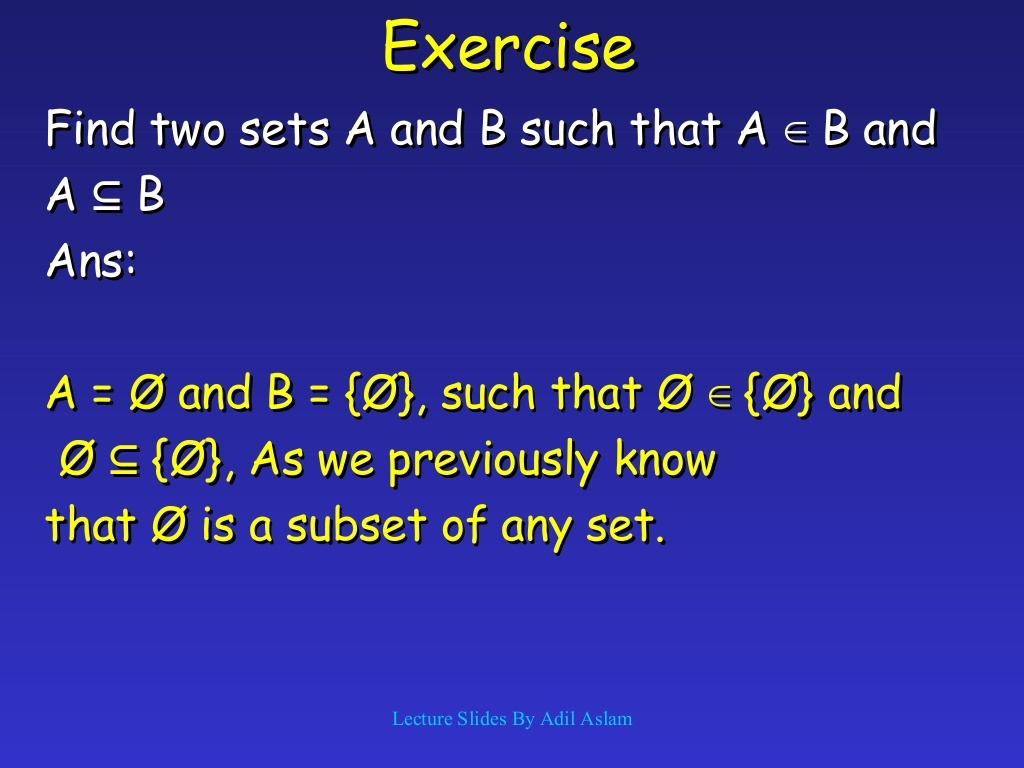 Exercise
Find two sets A and B such that A ∈ B and
A ⊆ B
Ans:
A = Ø and B = {Ø}, such that Ø ∈ {Ø} and
Ø ⊆ {Ø}, As we previously know
that Ø is a subset of any set.
Lecture Slides By Adil Aslam